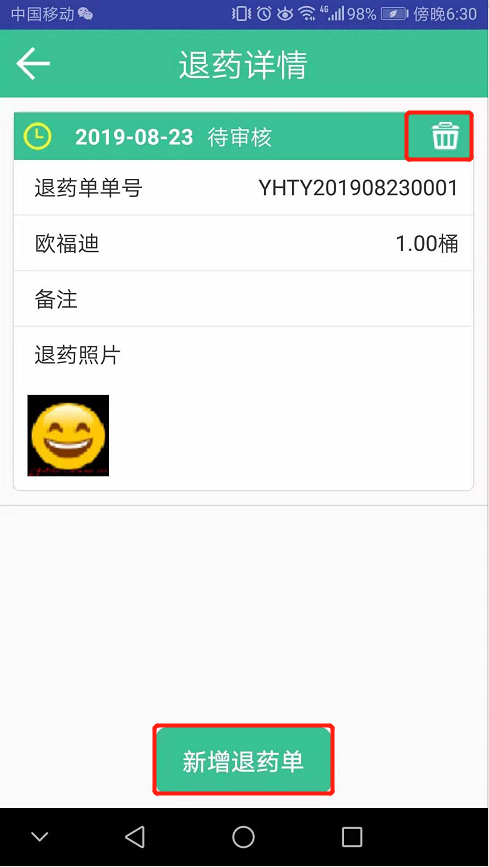 中国移动 4G 98% 傍晚6:30
退药详情
2019-08-23 待审核
退药单单号 YHTY201908230001
欧福迪 1.00桶
备注
退药照片
新增退药单